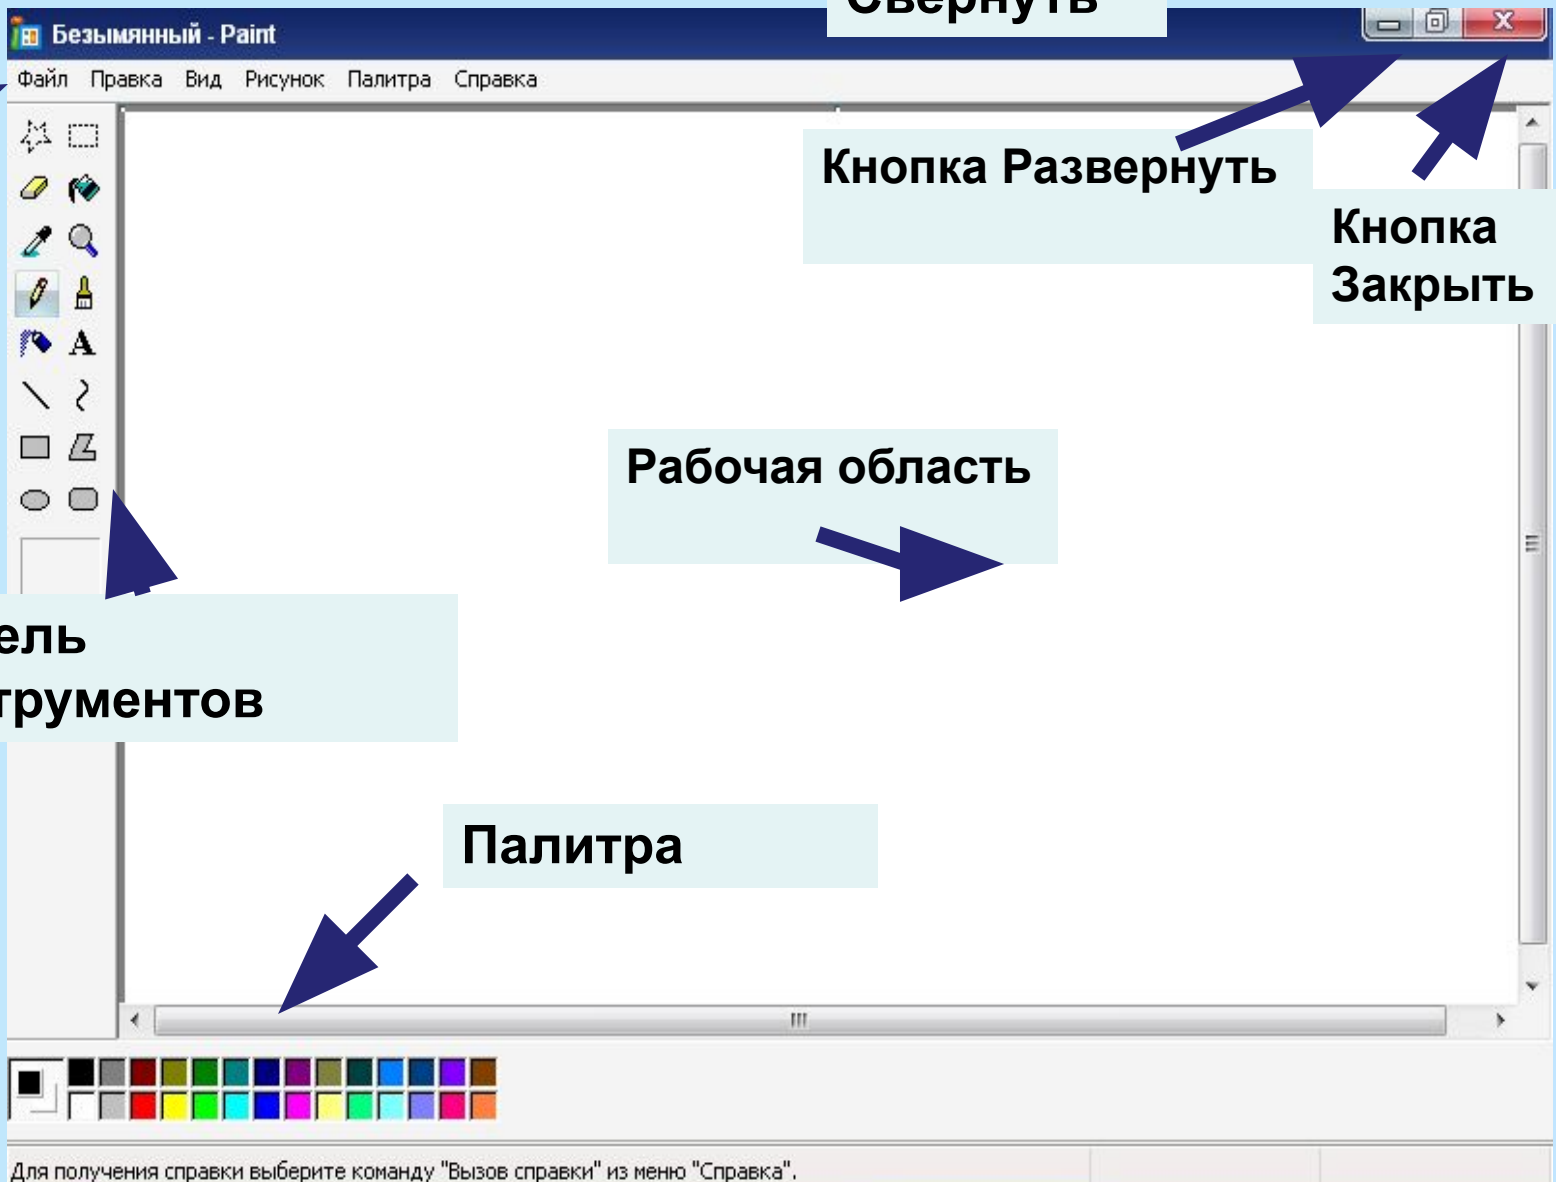 Свернуть
Безымянный - Paint
Файл Правка Вид Рисунок Палитра Справка
Кнопка Развернуть
Кнопка
Закрыть
A
Рабочая область
ель
трументов
Палитра
Для получения справки выберите команду "Вызов справки" из меню "Справка".